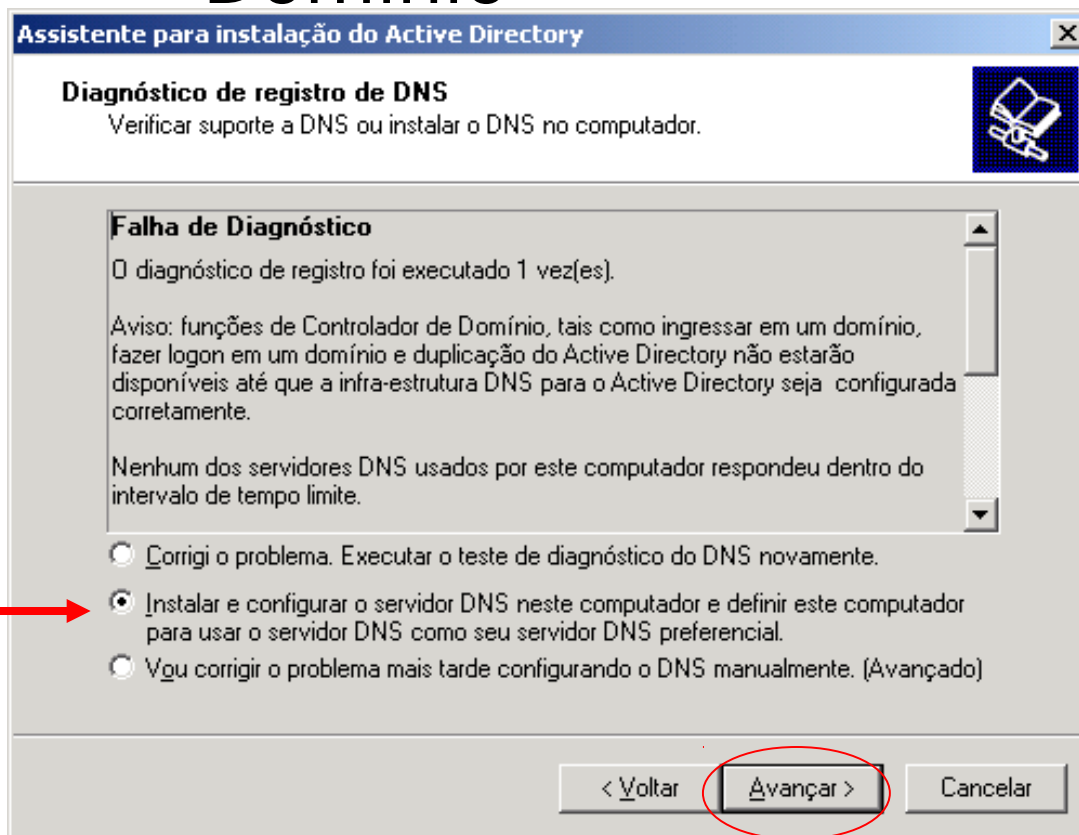 Domínio
Assistente para instalação do Active Directory
Diagnóstico de registro de DNS
Verificar suporte a DNS ou instalar o DNS no computador.
Falha de Diagnóstico
O diagnóstico de registro foi executado 1 vez(es).
Aviso: funções de Controlador de Domínio, tais como ingressar em um domínio,
fazer logon em um domínio e duplicação do Active Directory não estarão
disponíveis até que a infra-estrutura DNS para o Active Directory seja configurada
corretamente.
Nenhum dos servidores DNS usados por este computador respondeu dentro do
intervalo de tempo limite.
Corrigi o problema. Executar o teste de diagnóstico do DNS novamente.
Instalar e configurar o servidor DNS neste computador e definir este computador
para usar o servidor DNS como seu servidor DNS preferencial.
Vou corrigir o problema mais tarde configurando o DNS manualmente. (Avançado)
< Voltar
Avançar >
Cancelar